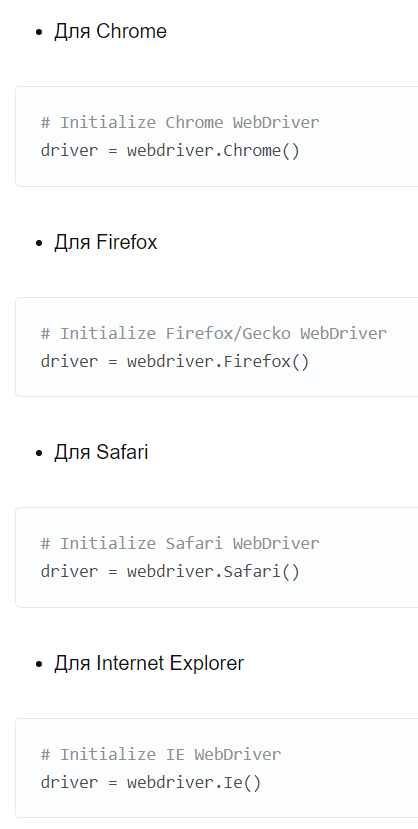 • Для Chrome
# Initialize Chrome WebDriver
driver = webdriver.Chrome()
• Для Firefox
# Initialize Firefox/Gecko WebDriver
driver = webdriver.Firefox()
• Для Safari
# Initialize Safari WebDriver
driver = webdriver.Safari()
• Для Internet Explorer
# Initialize IE WebDriver
driver = webdriver.Ie()